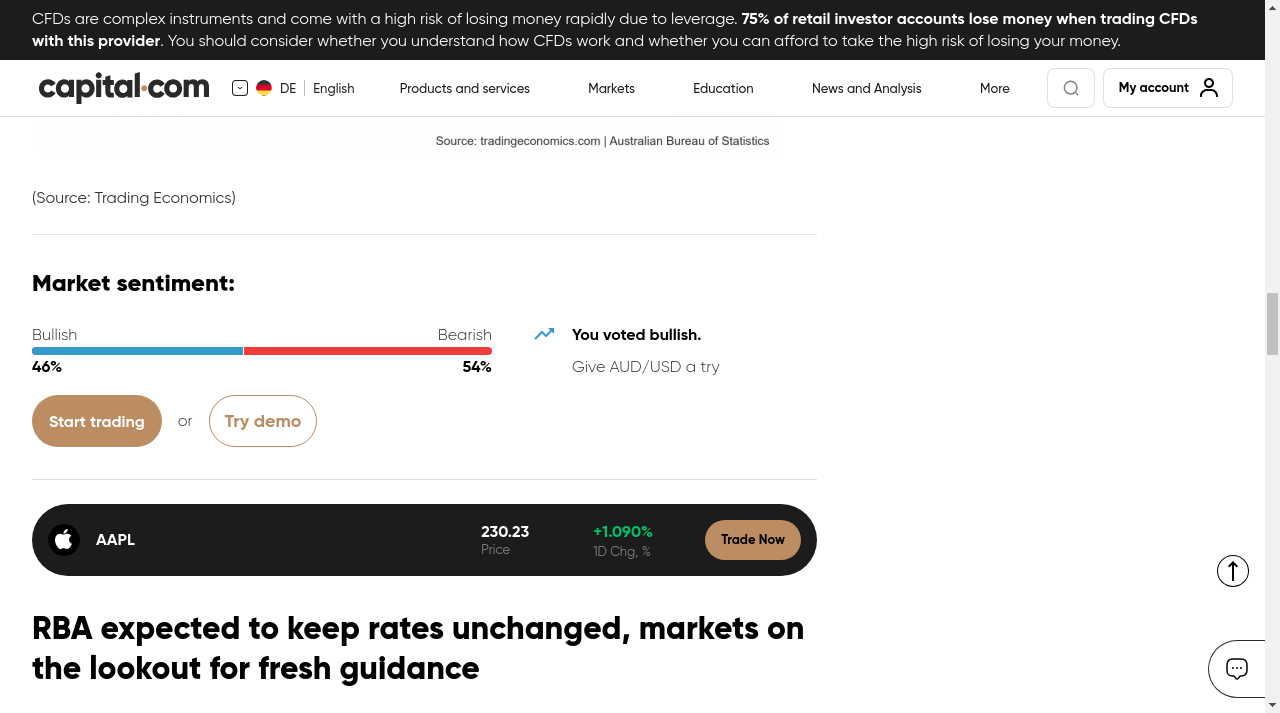 CFDs are complex instruments and come with a high risk of losing money rapidly due to leverage. 75% of retail investor accounts lose money when trading CFDs
with this provider. You should consider whether you understand how CFDs work and whether you can afford to take the high risk of losing your money.
capital.com
DE
English
Products and services
Markets
Education
News and Analysis
More
My account
Source: tradingeconomics.com | Australian Bureau of Statistics
(Source: Trading Economics)
Market sentiment:
Bullish
Bearish
46%
54%
You voted bullish.
Give AUD/USD a try
Start trading
or
Try demo
AAPL
230.23
Price
+1.090%
1D Chg, %
Trade Now
RBA expected to keep rates unchanged, markets on
the lookout for fresh guidance